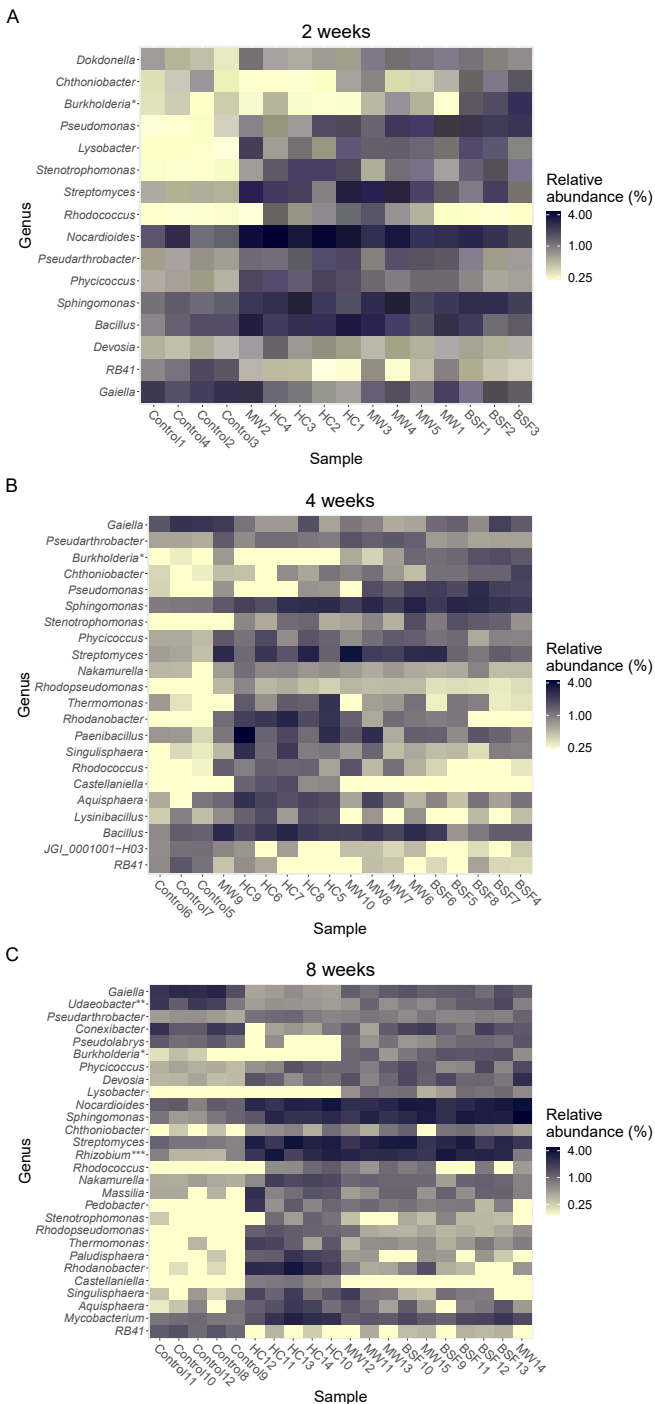 A
2 weeks
Dokdonella
Chthoniobacter
Burkholderia*
Pseudomonas
Lysobacter
Stenotrophomonas
Streptomyces
Rhodococcus
Nocardioides
Pseudarthrobacter
Phycicoccus
Sphingomonas
Bacillus
Devosia
RB41
Gaiella
Genus
Control1
Control4
Control2
Control3
MW2
HC4
HC3
HC2
HC1
MW3
MW4
MW5
MW1
BSF1
BSF2
BSF3
Sample
Relative
abundance (%)
4.00
1.00
0.25
B
4 weeks
Gaiella
Pseudarthrobacter
Burkholderia*
Chthoniobacter
Pseudomonas
Sphingomonas
Stenotrophomonas
Phycicoccus
Streptomyces
Nakamurella
Rhodopseudomonas
Thermomonas
Rhodanobacter
Paenibacillus
Singulisphaera
Rhodococcus
Castellaniella
Aquisphaera
Lysinibacillus
Bacillus
JGI_0001001−H03
RB41
Genus
Control6
Control7
Control5
MW9
HC9
HC6
HC7
HC8
HC5
MW10
MW8
MW7
MW6
BSF6
BSF5
BSF8
BSF7
BSF4
Sample
Relative
abundance (%)
4.00
1.00
0.25
C
8 weeks
Gaiella
Udaeobacter**
Pseudarthrobacter
Conexibacter
Pseudolabrys
Burkholderia*
Phycicoccus
Devosia
Lysobacter
Nocardioides
Sphingomonas
Chthoniobacter
Streptomyces
Rhizobium***
Rhodococcus
Nakamurella
Massilia
Pedobacter
Stenotrophomonas
Rhodopseudomonas
Thermomonas
Paludisphaera
Rhodanobacter
Castellaniella
Singulisphaera
Aquisphaera
Mycobacterium
RB41
Genus
Control11
Control10
Control12
Control8
Control9
HC12
HC11
HC13
HC14
HC10
MW12
MW11
MW13
BSF10
MW15
BSF9
BSF11
BSF12
BSF13
MW14
Sample
Relative
abundance (%)
4.00
1.00
0.25